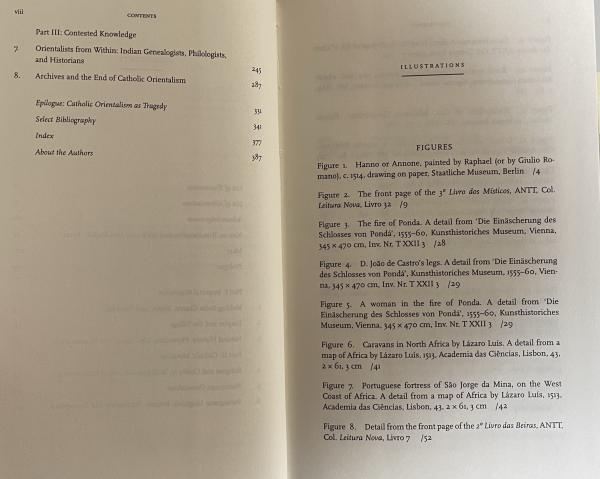 viii
CONTENTS
Part III: Contested Knowledge
7. Orientalists from Within: Indian Genealogists, Philologists,
and Historians
245
8. Archives and the End of Catholic Orientalism
287
Epilogue: Catholic Orientalism as Tragedy
331
Select Bibliography
341
Index
377
About the Authors
387
ILLUSTRATIONS
FIGURES
Figure 1. Hanno or Annone, painted by Raphael (or by Giulio Ro-
mano), c. 1514, drawing on paper, Staatliche Museum, Berlin /4
Figure 2. The front page of the 3º Livro dos Místicos, ANTT, Col.
Leitura Nova, Livro 32 /9
Figure 3. The fire of Ponda. A detail from 'Die Einäscherung des
Schlosses von Pondá', 1555–60, Kunsthistoriches Museum, Vienna,
345 × 470 cm, Inv. Nr. T XXII 3 /28
Figure 4. D. João de Castro's legs. A detail from 'Die Einäscherung
des Schlosses von Pondá', Kunsthistoriches Museum, 1555–60, Vien-
na, 345 × 470 cm, Inv. Nr. T XXII 3 /29
Figure 5. A woman in the fire of Ponda. A detail from 'Die
Einäscherung des Schlosses von Pondá', 1555–60, Kunsthistoriches
Museum, Vienna, 345 × 470 cm, Inv. Nr. T XXII 3 /29
Figure 6. Caravans in North Africa by Lázaro Luís. A detail from a
map of Africa by Lázaro Luís, 1513, Academia das Ciências, Lisbon, 43,
2 × 61, 3 cm /41
Figure 7. Portuguese fortress of São Jorge da Mina, on the West
Coast of Africa. A detail from a map of Africa by Lázaro Luís, 1513,
Academia das Ciências, Lisbon, 43, 2 × 61, 3 cm /42
Figure 8. Detail from the front page of the 2º Livro das Beiras, ANTT,
Col. Leitura Nova, Livro 7 /52